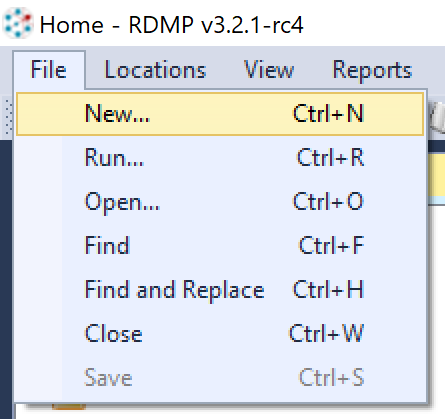 Home - RDMP v3.2.1-rc4
File Locations View Reports
New... Ctrl+N
Run... Ctrl+R
Open... Ctrl+O
Find Ctrl+F
Find and Replace Ctrl+H
Close Ctrl+W
Save Ctrl+S